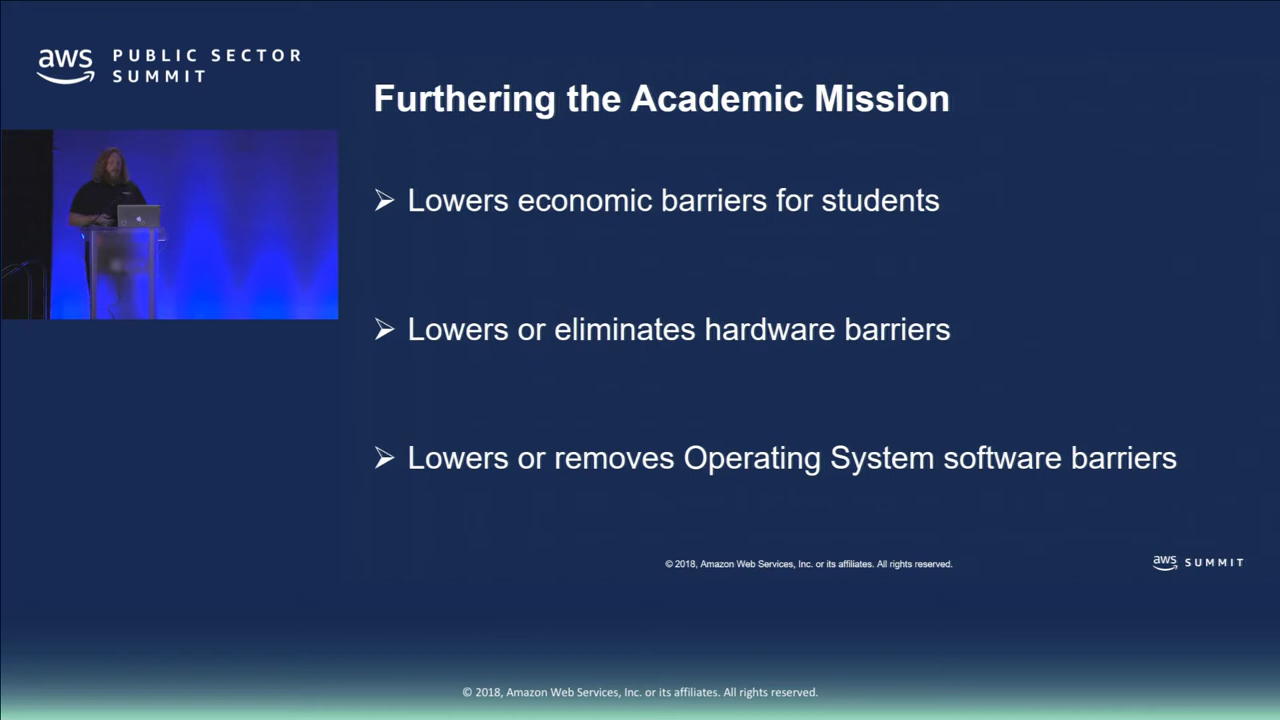 aws PUBLIC SECTOR
SUMMIT
Furthering the Academic Mission
➢ Lowers economic barriers for students
➢ Lowers or eliminates hardware barriers
➢ Lowers or removes Operating System software barriers
© 2018, Amazon Web Services, Inc. or its affiliates. All rights reserved.
aws SUMMIT
© 2018, Amazon Web Services, Inc. or its affiliates. All rights reserved.